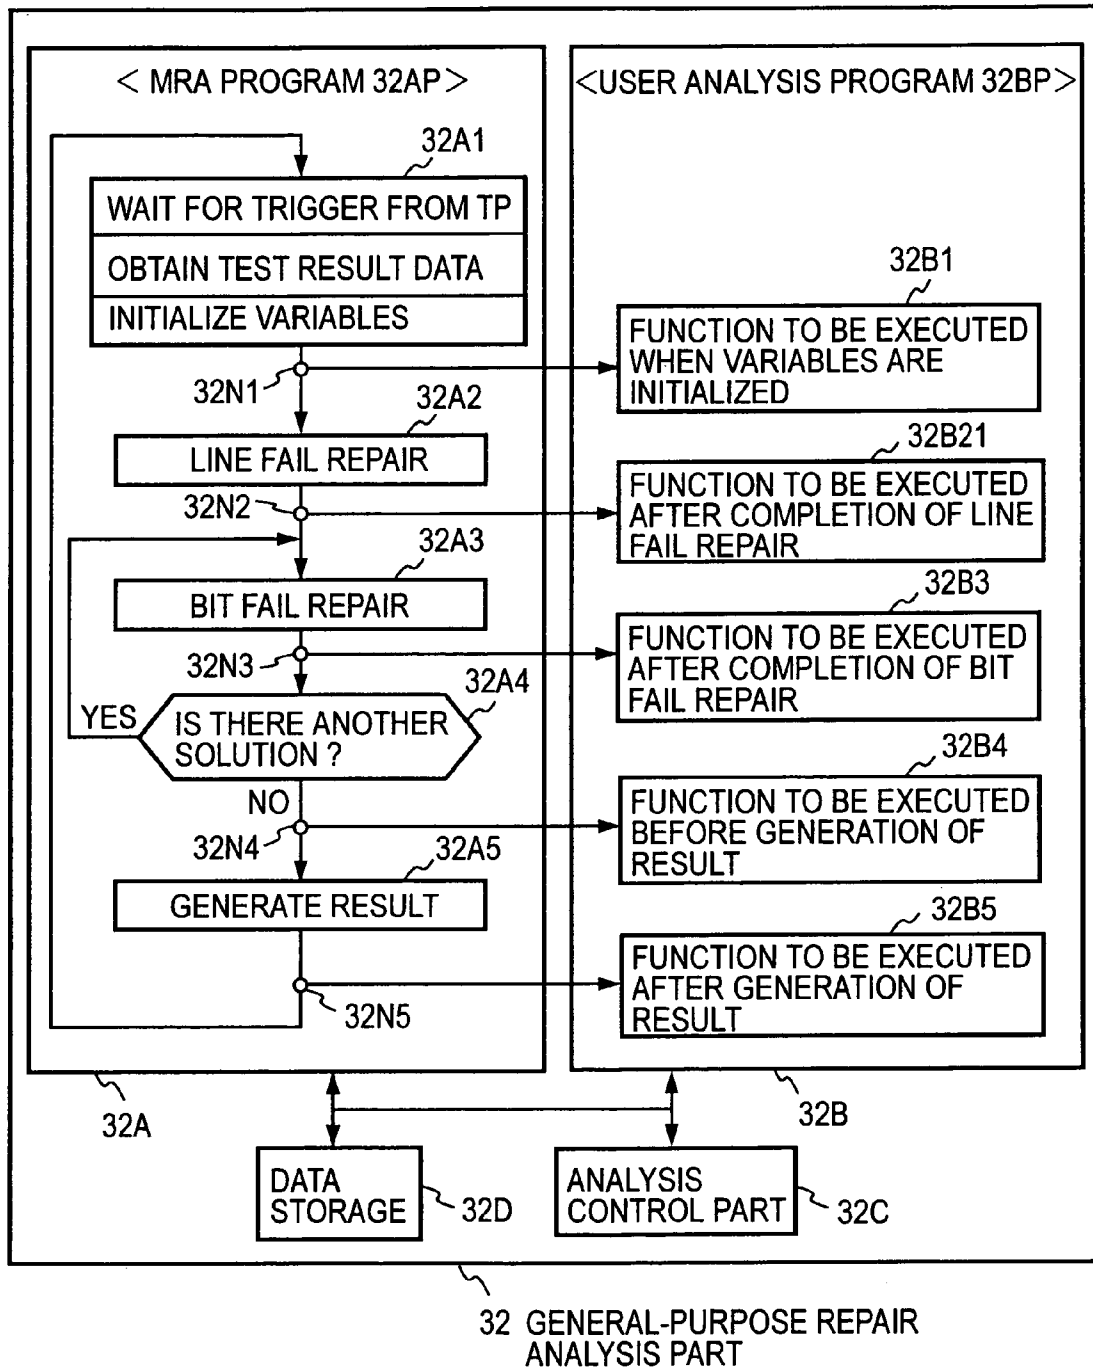 < MRA PROGRAM 32AP >
32A1
WAIT FOR TRIGGER FROM TP
OBTAIN TEST RESULT DATA
INITIALIZE VARIABLES
32N1
32A2
LINE FAIL REPAIR
32N2
32A3
BIT FAIL REPAIR
32N3
32A4
YES
IS THERE ANOTHER
SOLUTION ?
NO
32N4
32A5
GENERATE RESULT
32N5
32A
<USER ANALYSIS PROGRAM 32BP>
32B1
FUNCTION TO BE EXECUTED
WHEN VARIABLES ARE
INITIALIZED
32B21
FUNCTION TO BE EXECUTED
AFTER COMPLETION OF LINE
FAIL REPAIR
32B3
FUNCTION TO BE EXECUTED
AFTER COMPLETION OF BIT
FAIL REPAIR
32B4
FUNCTION TO BE EXECUTED
BEFORE GENERATION OF
RESULT
32B5
FUNCTION TO BE EXECUTED
AFTER GENERATION OF
RESULT
32B
DATA
STORAGE
32D
ANALYSIS
CONTROL PART
32C
32 GENERAL-PURPOSE REPAIR
ANALYSIS PART